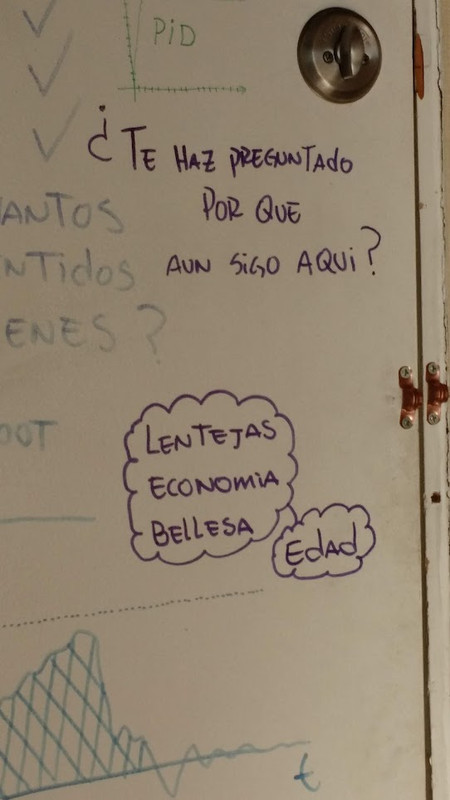 PiD
¿TE HAZ PREGUNTADO
POR QUE
AUN SIGO AQUI?
ANTOS
NTidos
ENES?
OOT
LENTEJAS
ECONOMIA
BELLESA
EdAd
t